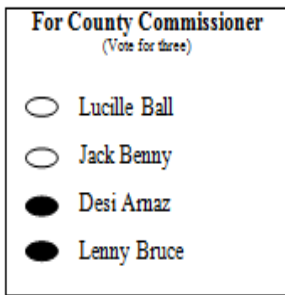 For County Commissioner
(Vote for three)
Lucille Ball
Jack Benny
Desi Arnaz
Lenny Bruce